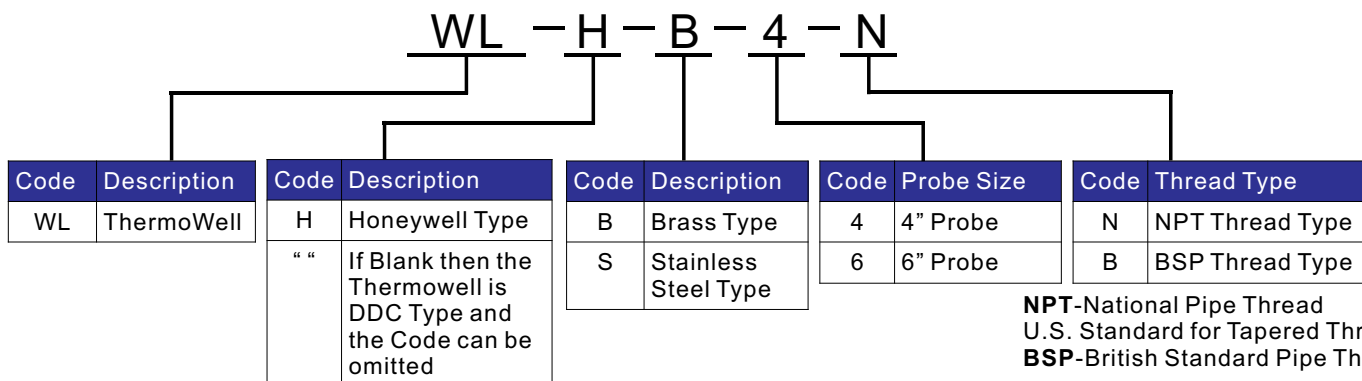 WL – H – B – 4 – N
Code Description
WL ThermoWell
Code Description
H Honeywell Type
“ “ If Blank then the
Thermowell is
DDC Type and
the Code can be
omitted
Code Description
B Brass Type
S Stainless
Steel Type
Code Probe Size
4 4” Probe
6 6” Probe
Code Thread Type
N NPT Thread Type
B BSP Thread Type
NPT-National Pipe Thread
U.S. Standard for Tapered
BSP-British Standard Pipe